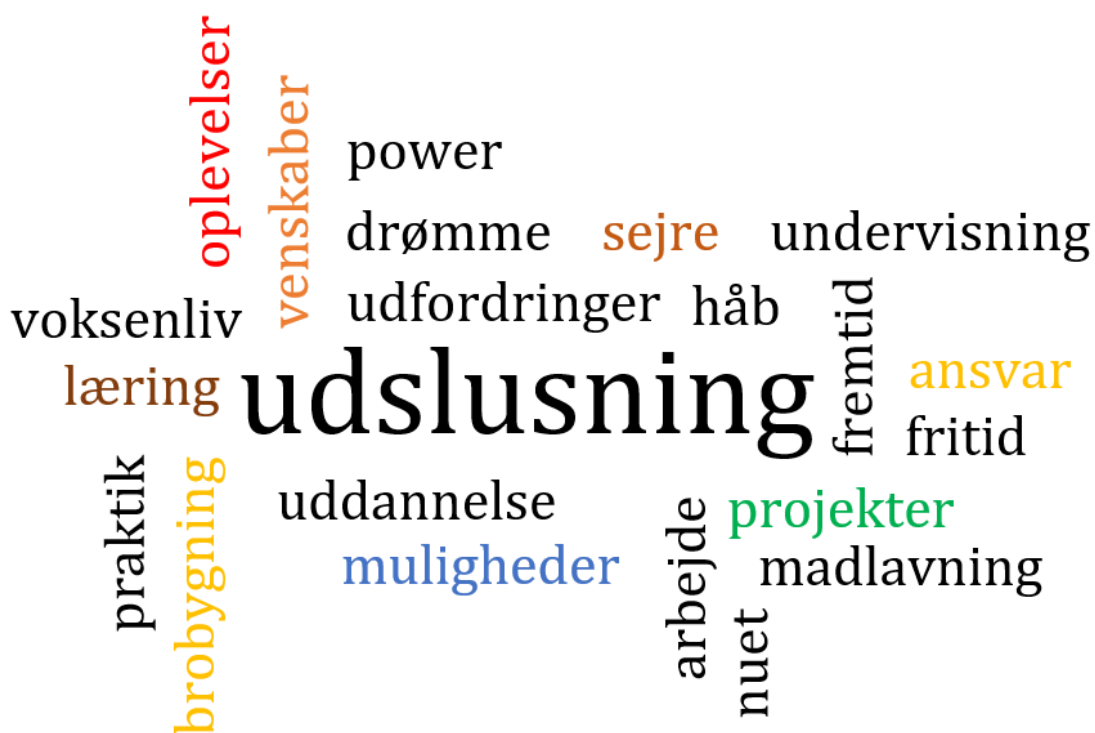 oplevelser
venskaber
power
drømme sejre undervisning
udfordringer håb
voksenliv
læring
udslusning
fremtid
ansvar
fritid
praktik
brobygning
uddannelse
muligheder
arbejde
projekter
madlavning
nuet